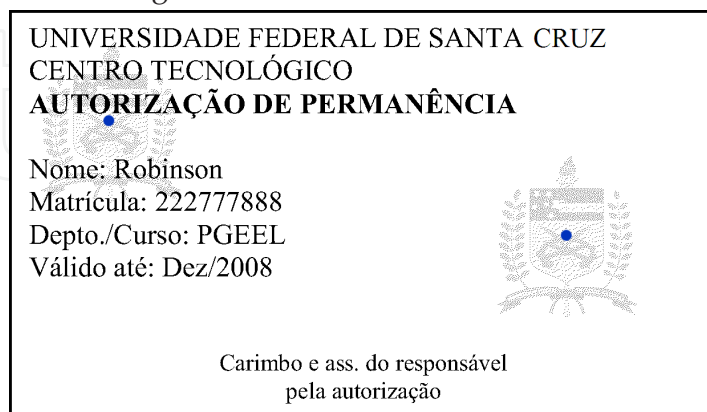 UNIVERSIDADE FEDERAL DE SANTA CRUZ
CENTRO TECNOLÓGICO
AUTORIZAÇÃO DE PERMANÊNCIA
Nome: Robinson
Matrícula: 222777888
Depto./Curso: PGEEL
Válido até: Dez/2008
Carimbo e ass. do responsável
pela autorização